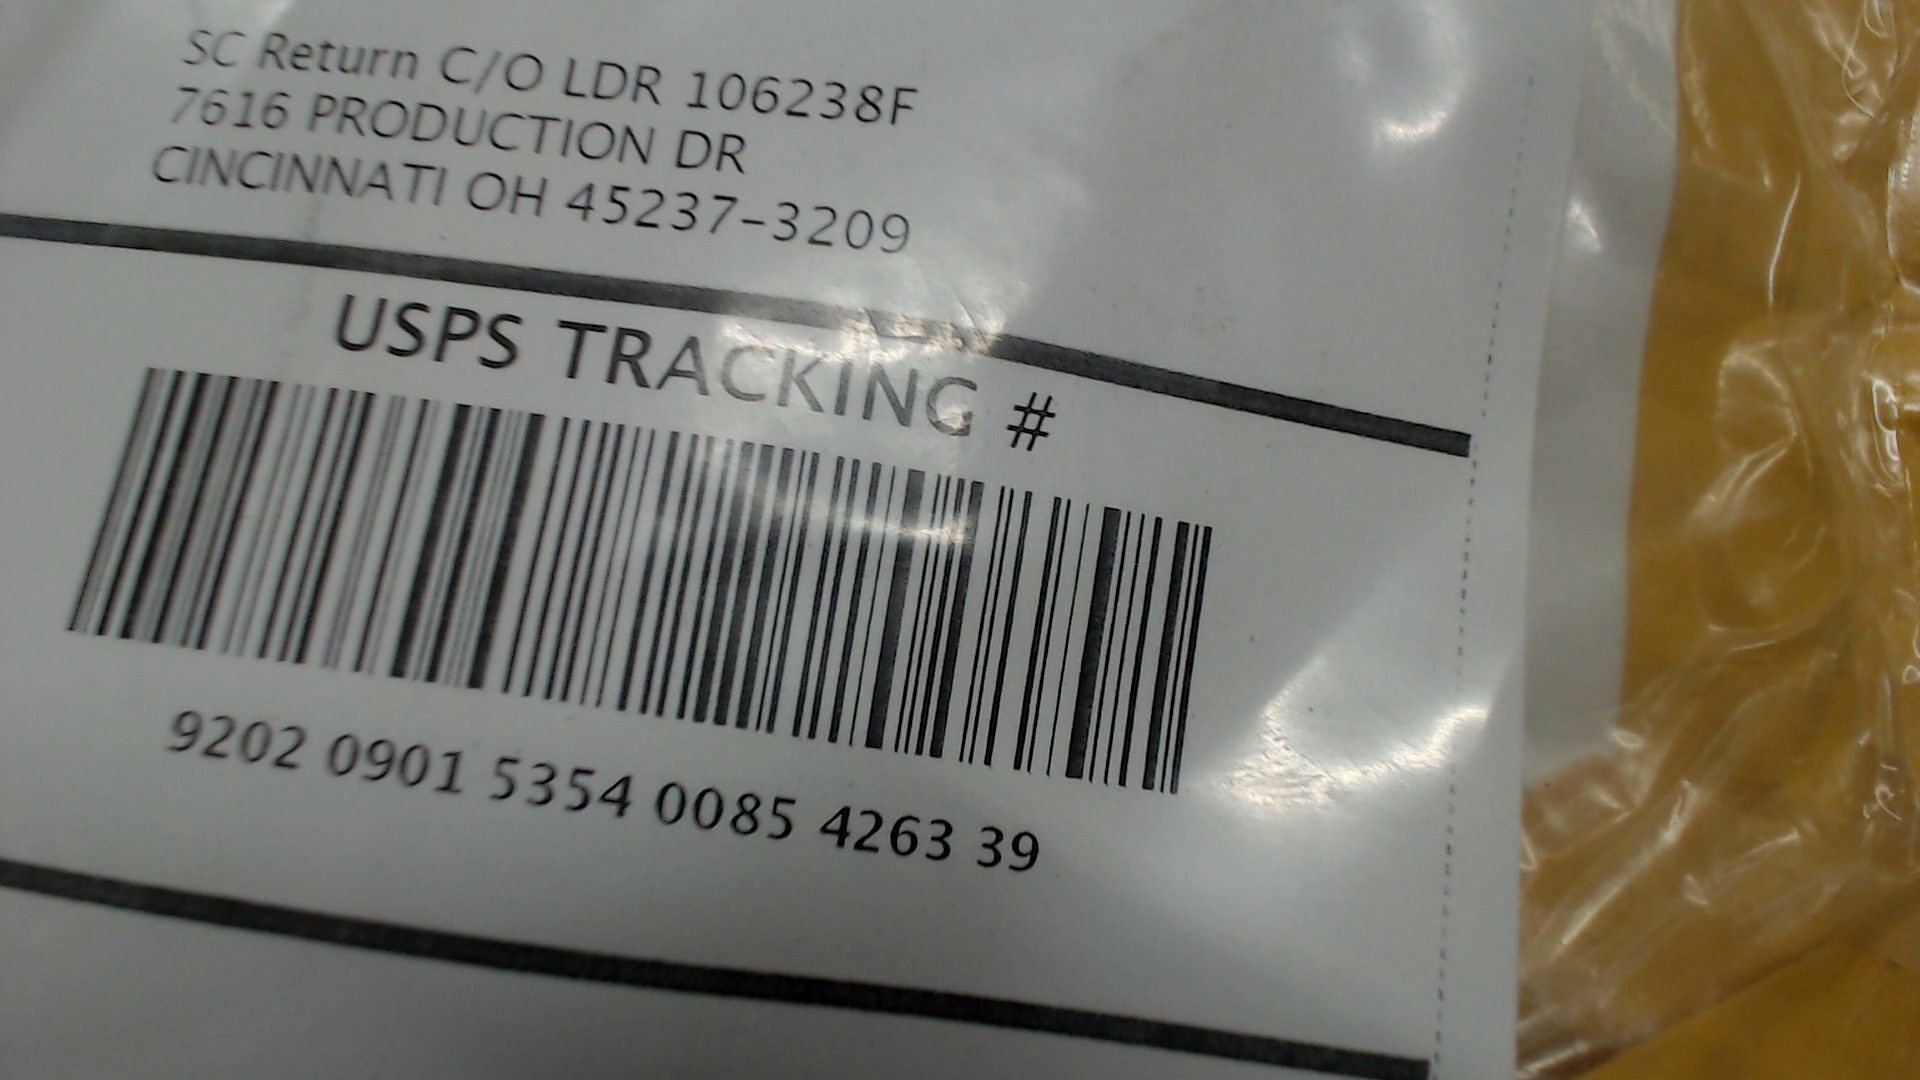 SC Return C/O LDR 106238F
7616 PRODUCTION DR
CINCINNATI OH 45237-3209
USPS TRACKING #
9202 0901 5354 0085 4263 39